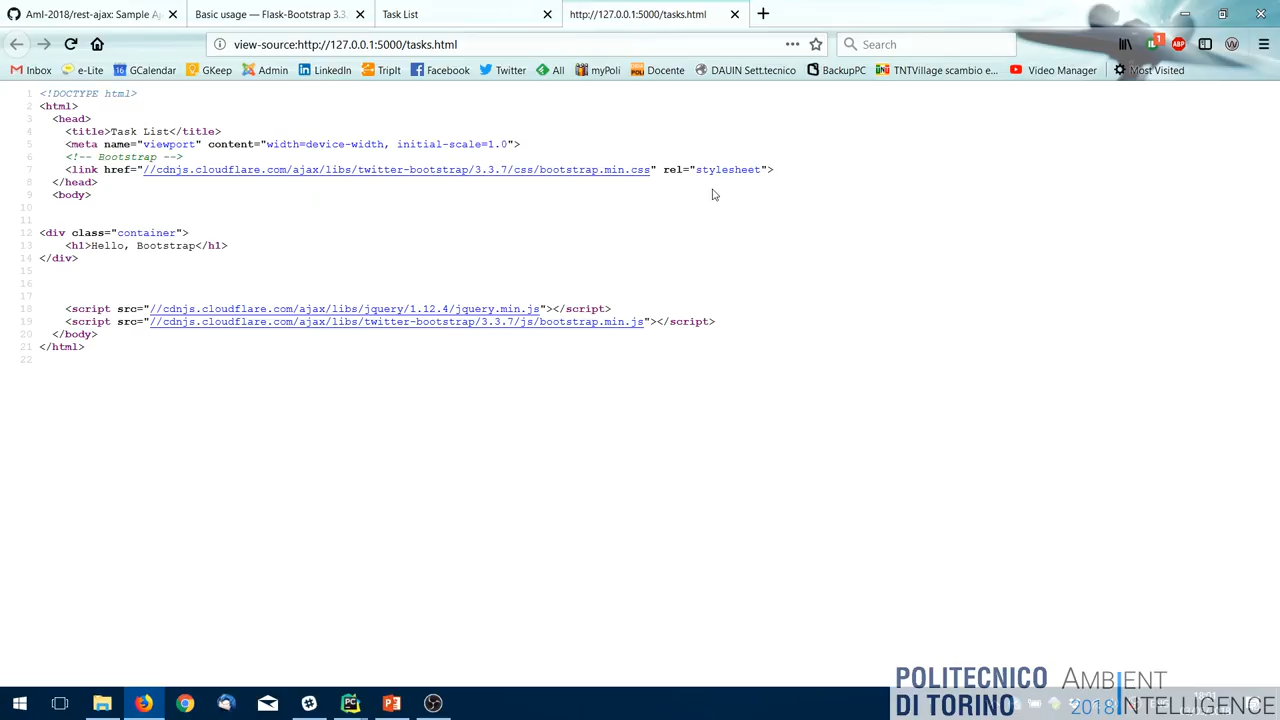 AmI-2018/rest-ajax: Sample Aj
Basic usage — Flask-Bootstrap 3.3.
Task List
http://127.0.0.1:5000/tasks.html
view-source:http://127.0.0.1:5000/tasks.html
Search
1
ABP
Inbox
e-Lite
16 GCalendar
GKeep
Admin
LinkedIn
TripIt
Facebook
Twitter
All
myPoli
Docente
DAUIN Sett.tecnico
BackupPC
TNTVillage scambio e...
Video Manager
Most Visited
1 <!DOCTYPE html>
2 <html>
3 <head>
4 <title>Task List</title>
5 <meta name="viewport" content="width=device-width, initial-scale=1.0">
6 <!-- Bootstrap -->
7 <link href="//cdnjs.cloudflare.com/ajax/libs/twitter-bootstrap/3.3.7/css/bootstrap.min.css" rel="stylesheet">
8 </head>
9 <body>
10
11
12 <div class="container">
13 <h1>Hello, Bootstrap</h1>
14 </div>
15
16
17
18 <script src="//cdnjs.cloudflare.com/ajax/libs/jquery/1.12.4/jquery.min.js"></script>
19 <script src="//cdnjs.cloudflare.com/ajax/libs/twitter-bootstrap/3.3.7/js/bootstrap.min.js"></script>
20 </body>
21 </html>
22
POLITECNICO
DI TORINO
AMBIENT
2018 INTELLIGENCE